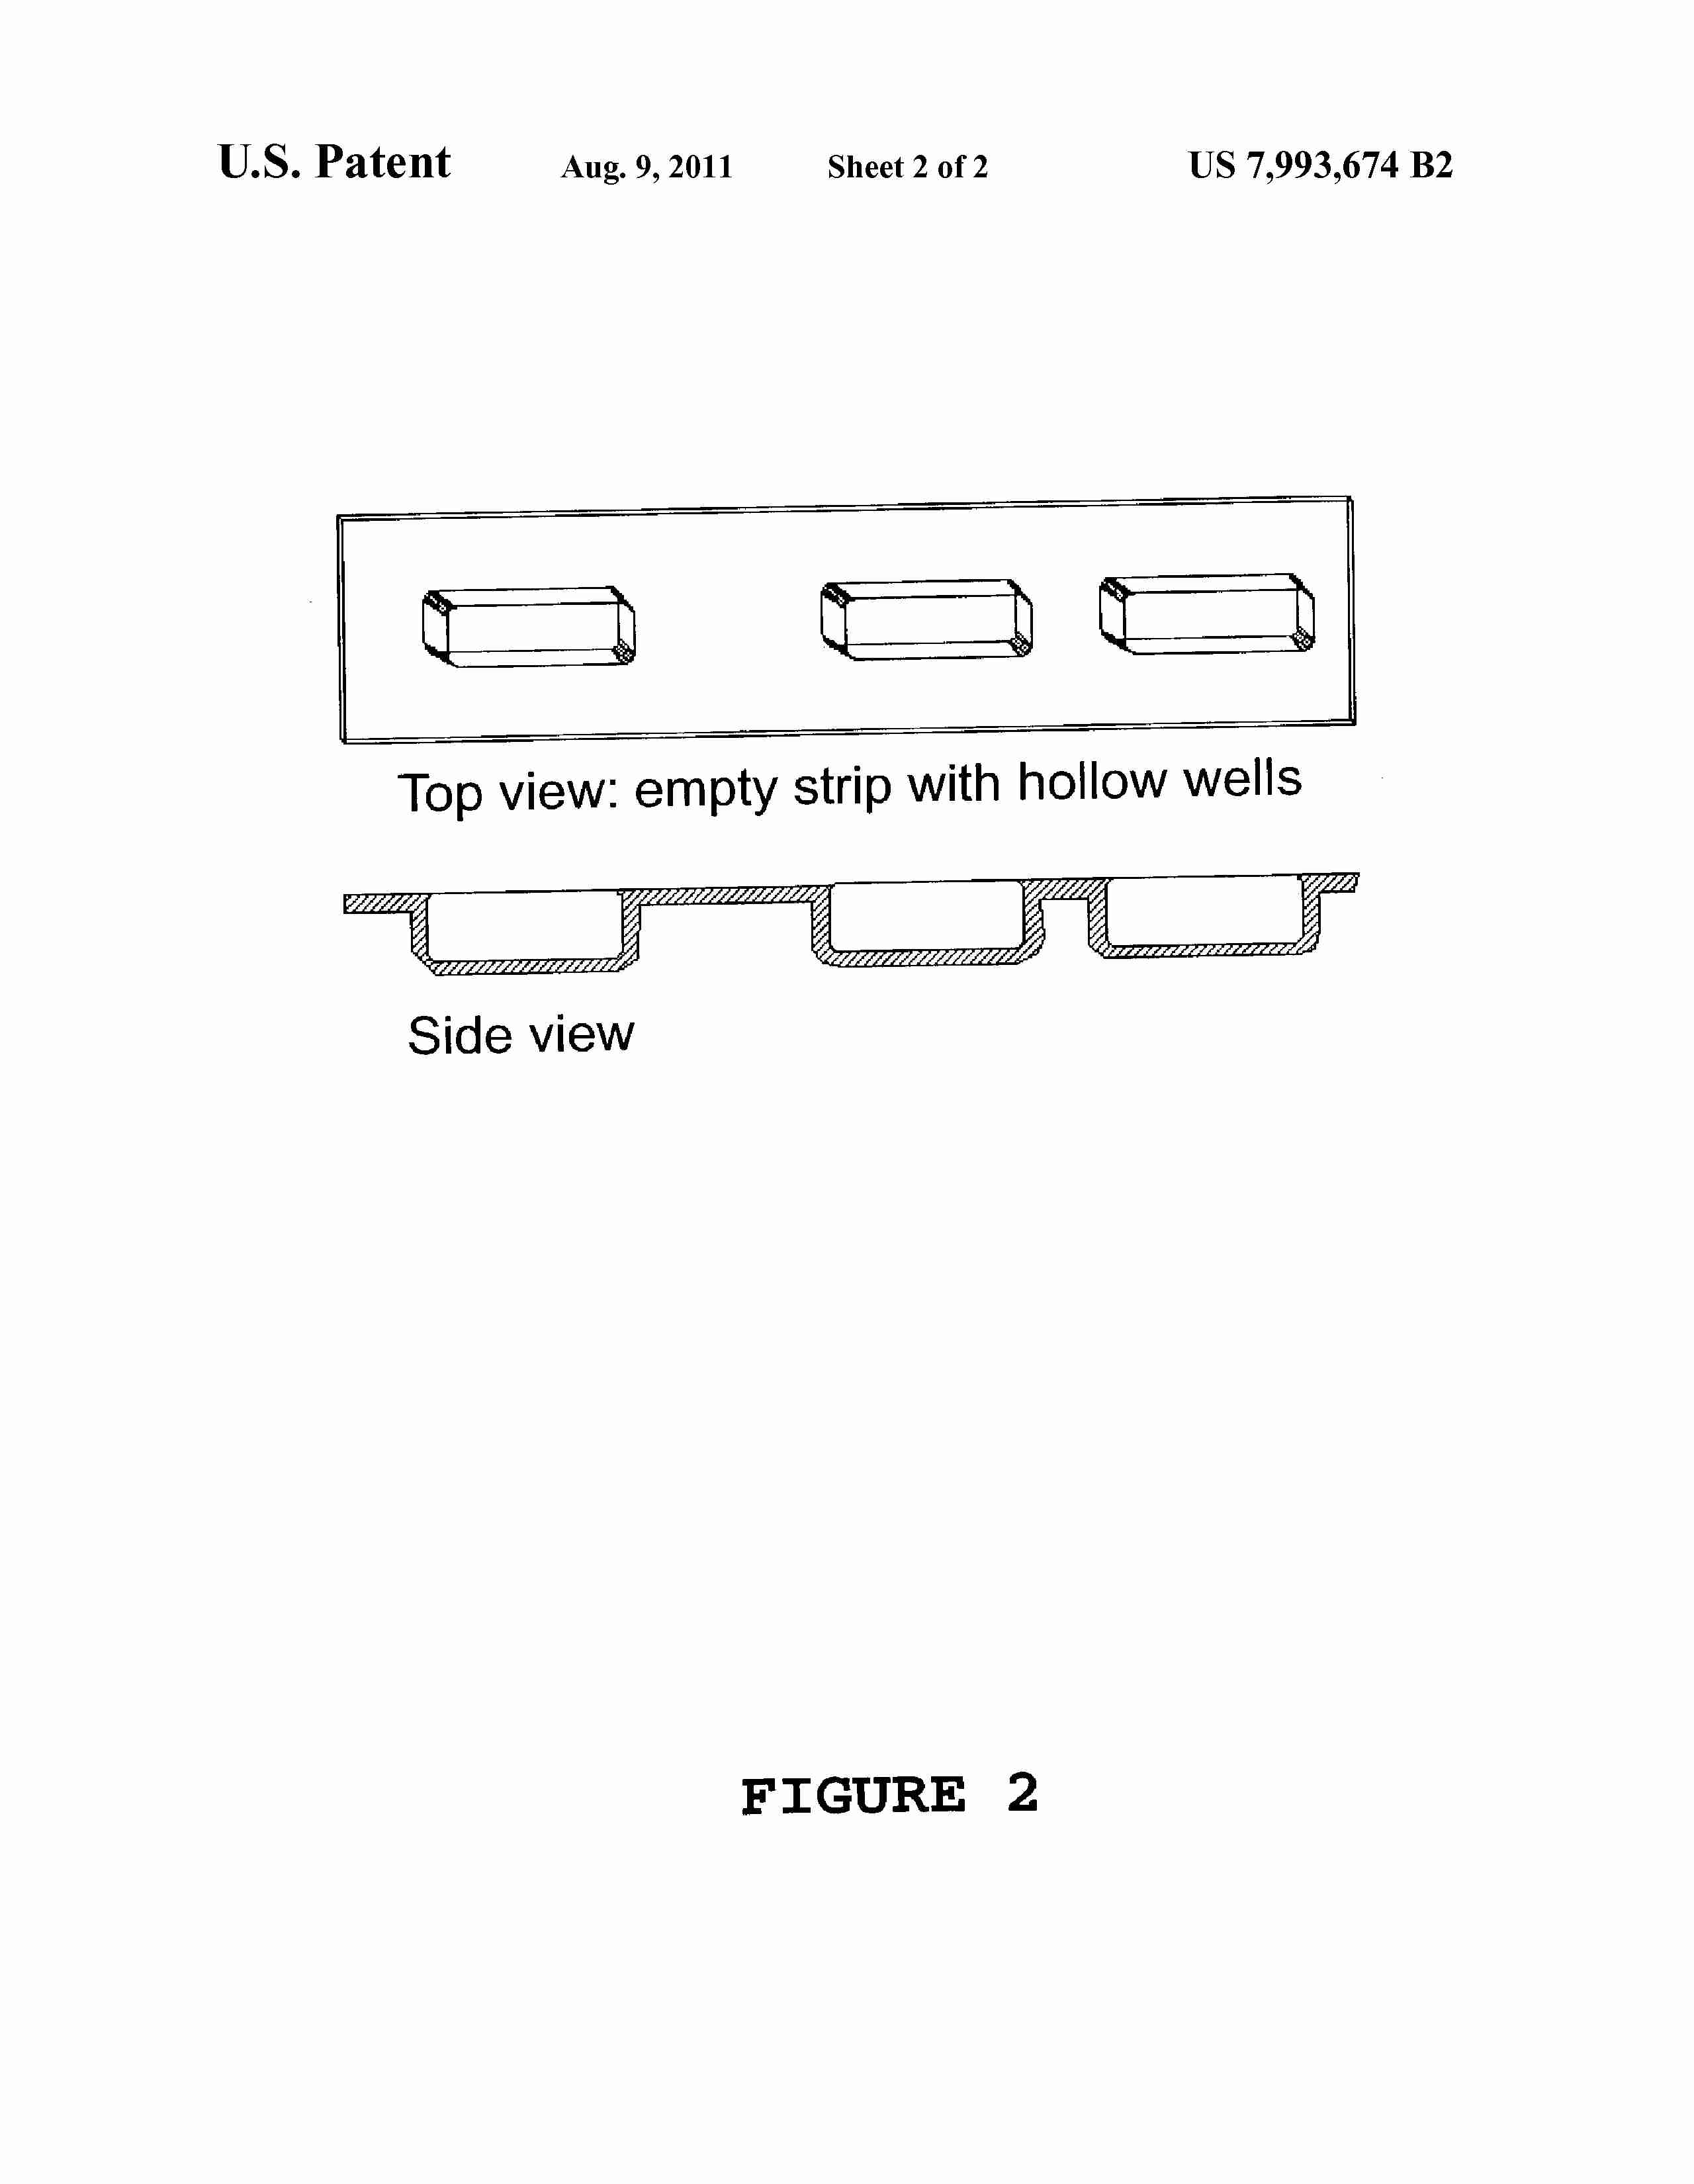 U.S. Patent Aug. 9, 2011 Sheet 2 of 2 US 7,993,674 B2
Top view: empty strip with hollow wells
Side view
FIGURE 2